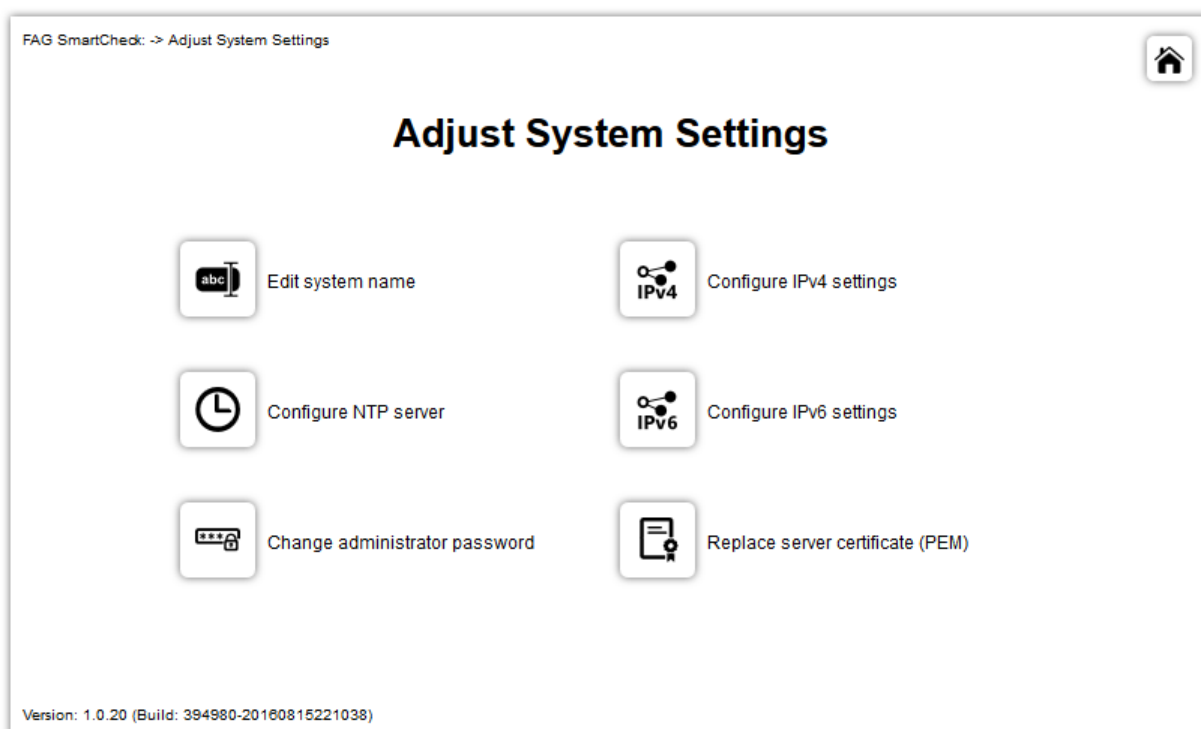 FAG SmartCheck: -> Adjust System Settings
Adjust System Settings
abc
Edit system name
IPv4
Configure IPv4 settings
Configure NTP server
IPv6
Configure IPv6 settings
***
Change administrator password
Replace server certificate (PEM)
Version: 1.0.20 (Build: 394980-20160815221038)